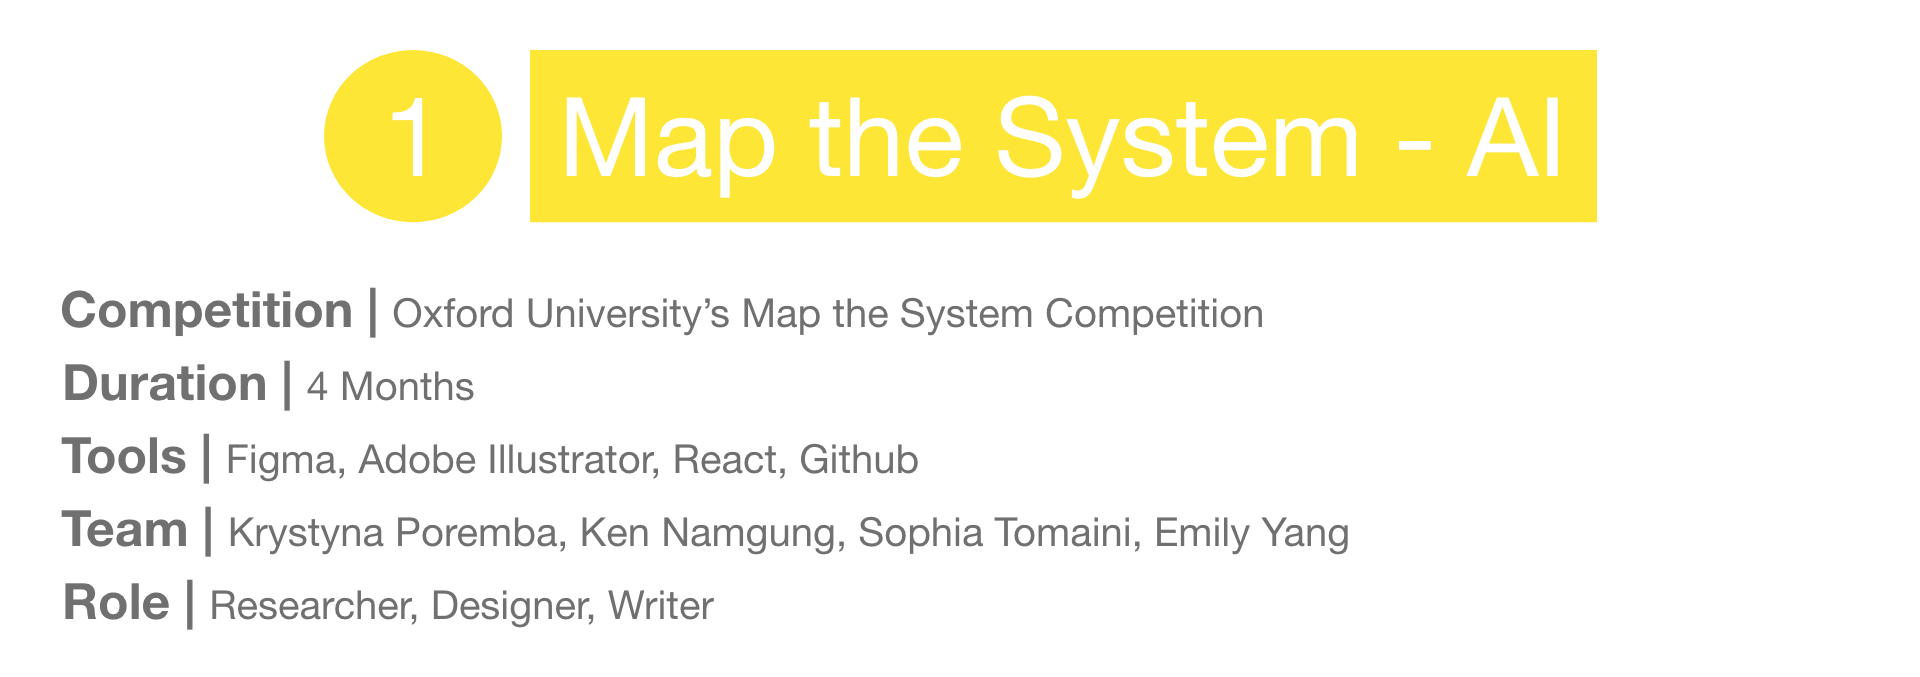 1 Map the System - AI
Competition | Oxford University’s Map the System Competition
Duration | 4 Months
Tools | Figma, Adobe Illustrator, React, Github
Team | Krystyna Poremba, Ken Namgung, Sophia Tomaini, Emily Yang
Role | Researcher, Designer, Writer